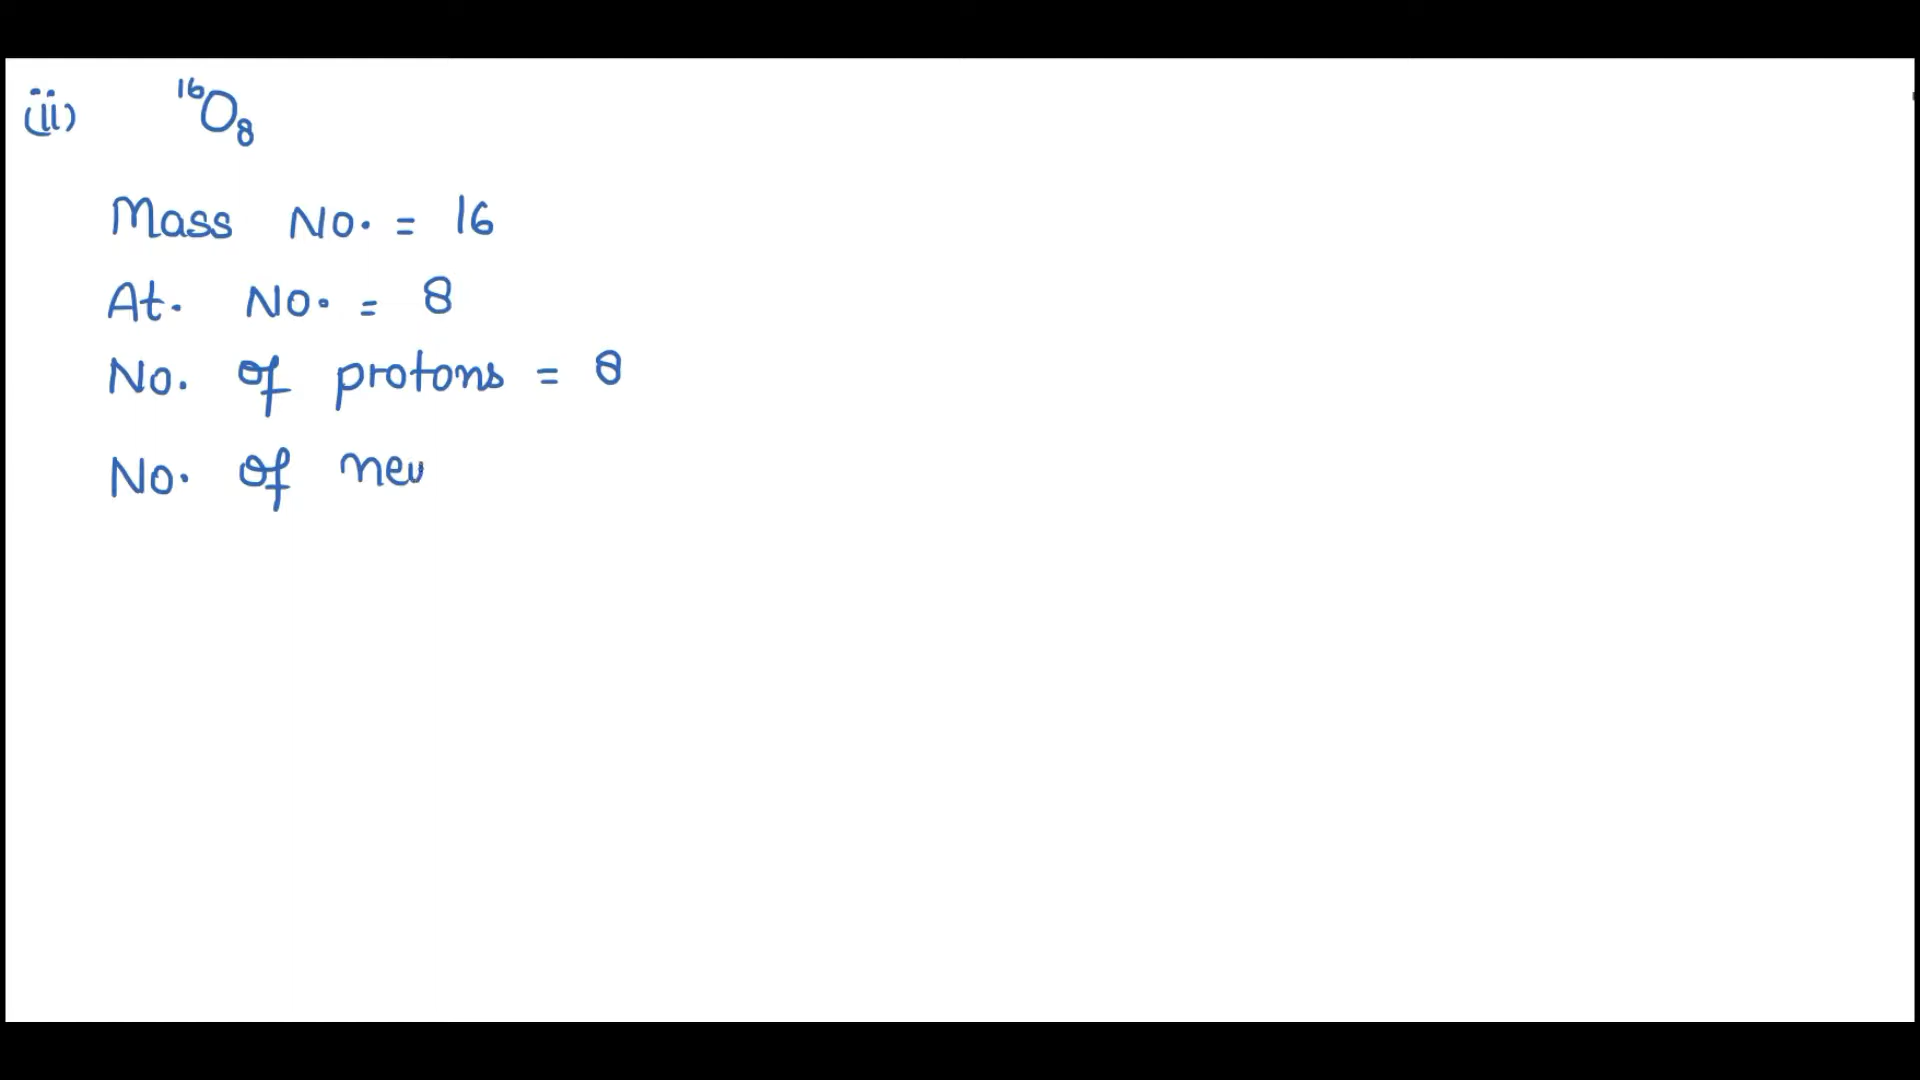 (ii) ¹⁶O₈
Mass No. = 16
At. No. = 8
No. of protons = 8
No. of neu